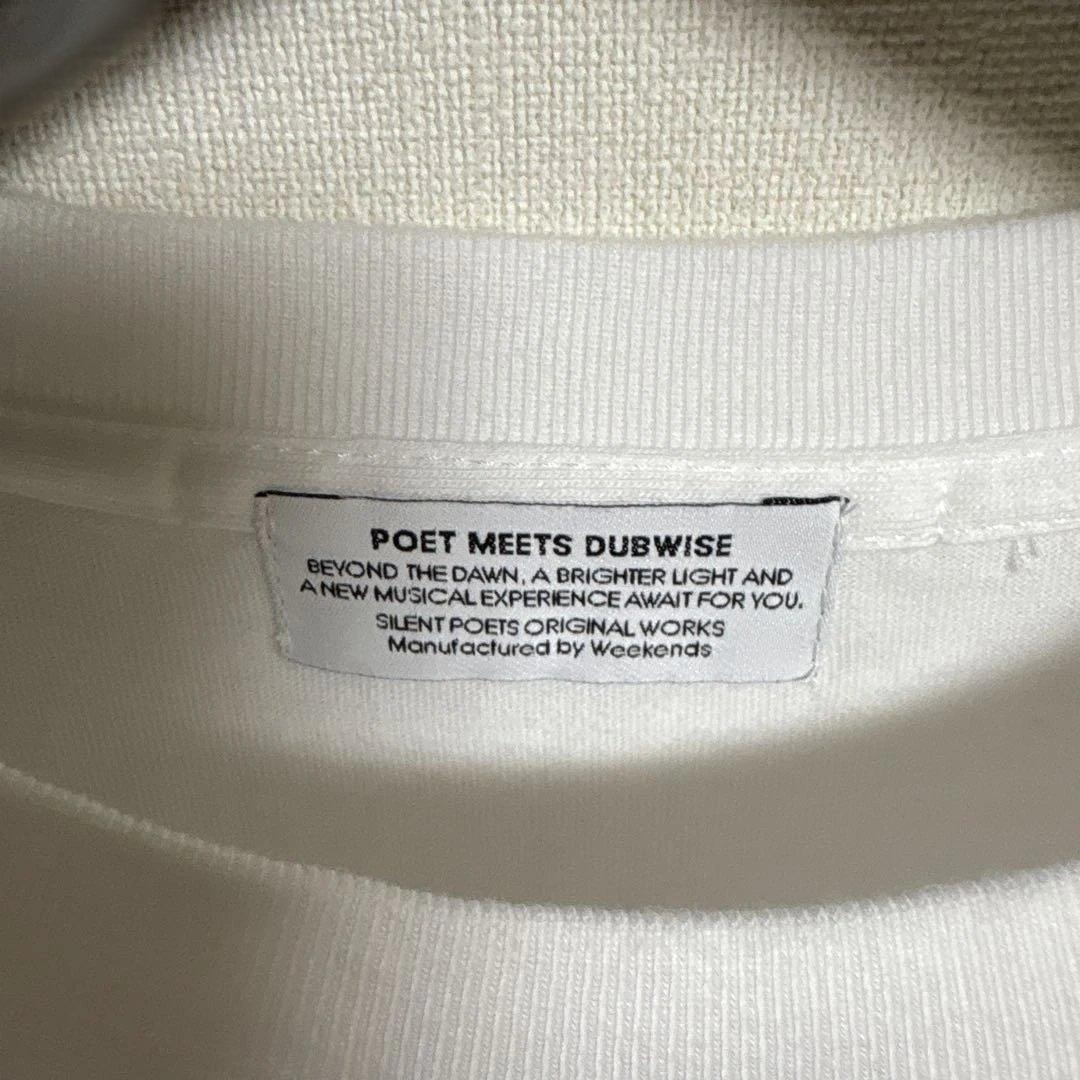 POET MEETS DUBWISE
BEYOND THE DAWN, A BRIGHTER LIGHT AND
A NEW MUSICAL EXPERIENCE AWAIT FOR YOU.
SILENT POETS ORIGINAL WORKS
Manufactured by Weekends